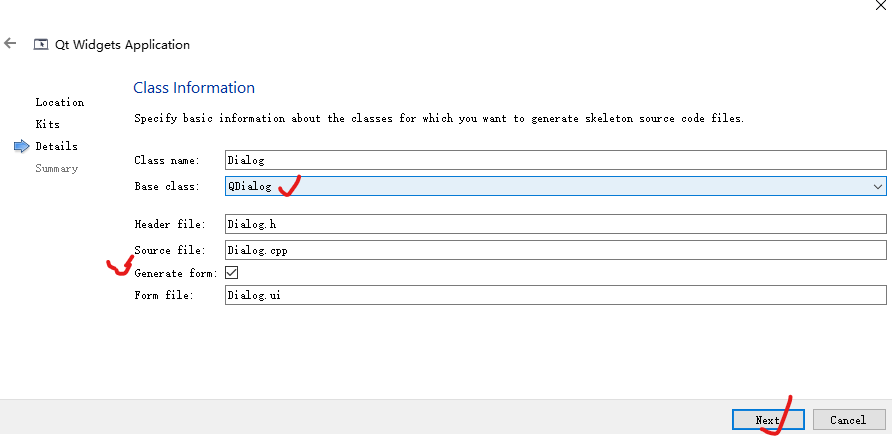 Qt Widgets Application
Class Information
Location
Kits
Details
Summary
Specify basic information about the classes for which you want to generate skeleton source code files.
Class name: Dialog
Base class: QDialog
Header file: Dialog.h
Source file: Dialog.cpp
Generate form:
Form file: Dialog.ui
Next Cancel